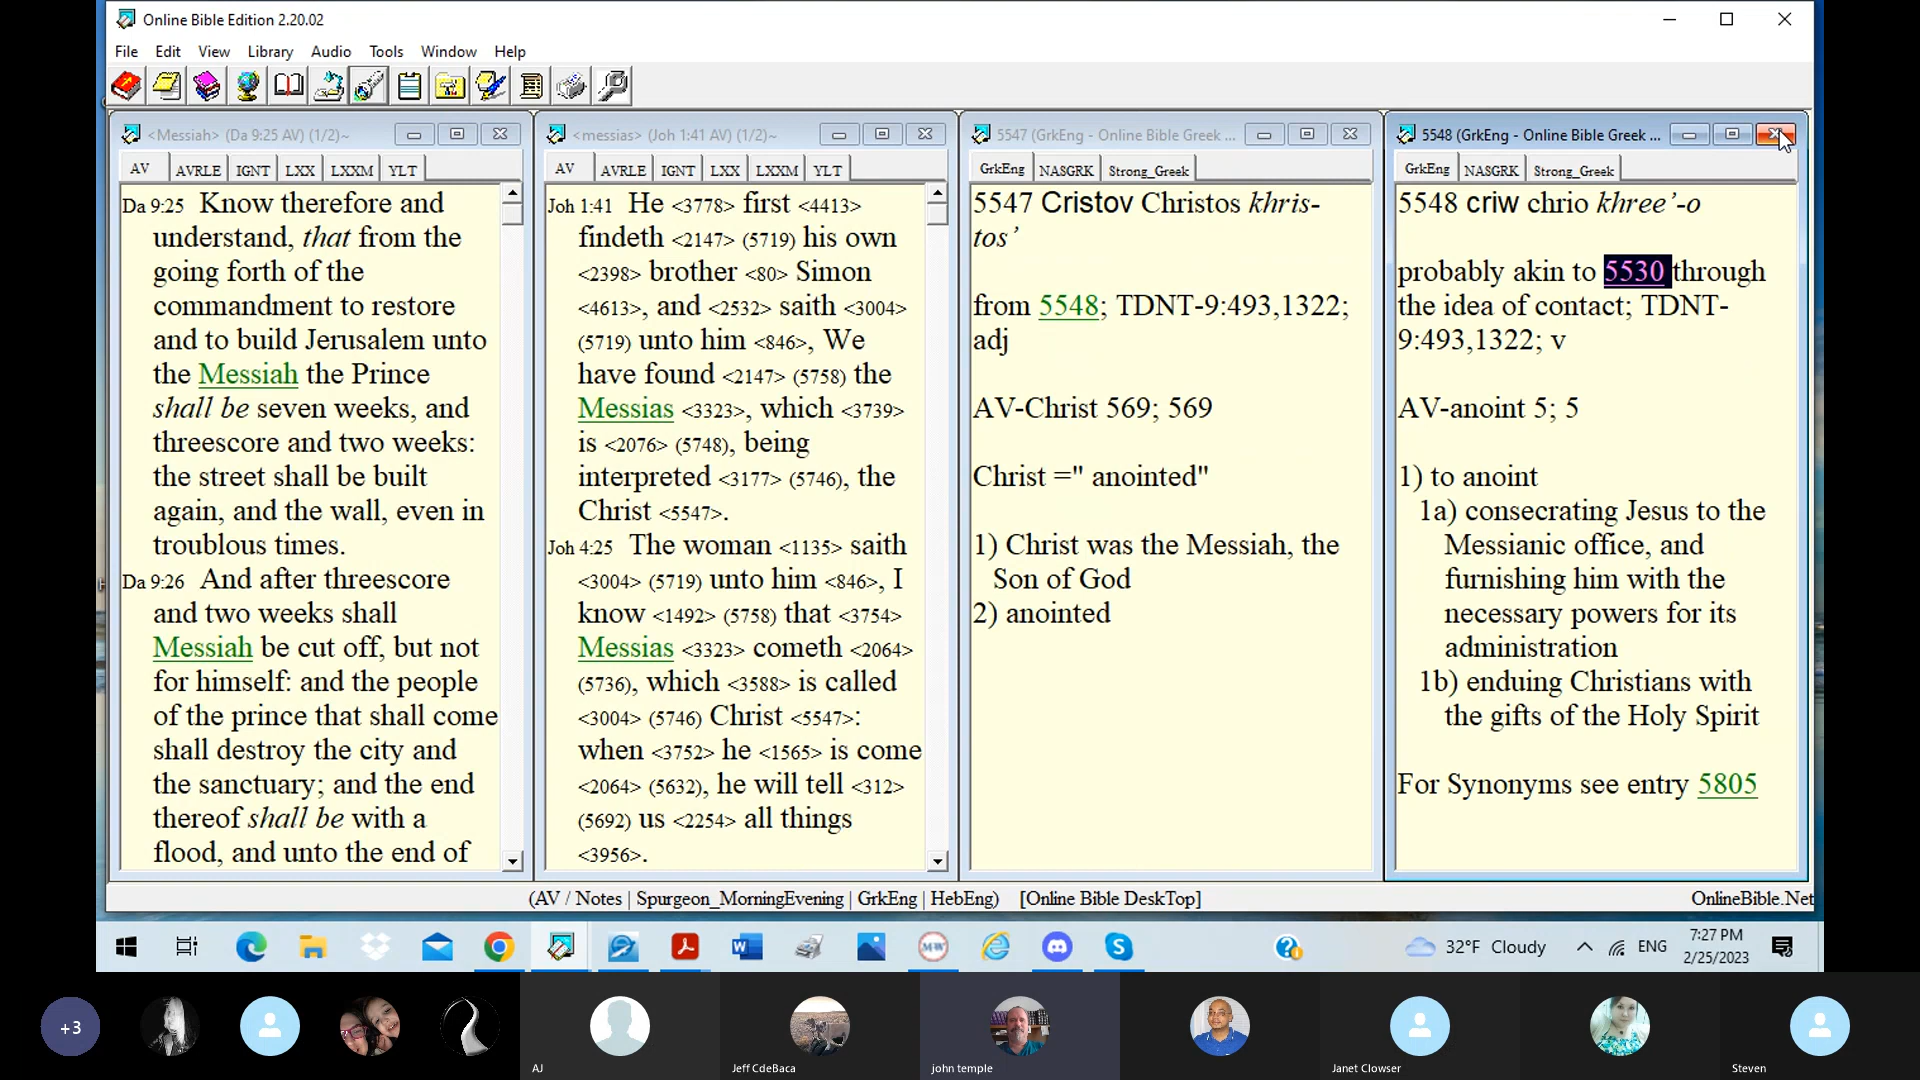 Online Bible Edition 2.20.02
File Edit View Library Audio Tools Window Help
<Messiah> (Da 9:25 AV) (1/2)~
AV AVRLE IGNT LXX LXXM YLT
Da 9:25 Know therefore and
understand, that from the
going forth of the
commandment to restore
and to build Jerusalem unto
the Messiah the Prince
shall be seven weeks, and
threescore and two weeks:
the street shall be built
again, and the wall, even in
troublous times.
Da 9:26 And after threescore
and two weeks shall
Messiah be cut off, but not
for himself: and the people
of the prince that shall come
shall destroy the city and
the sanctuary; and the end
thereof shall be with a
flood, and unto the end of
<messias> (Joh 1:41 AV) (1/2)~
AV AVRLE IGNT LXX LXXM YLT
Joh 1:41 He <3778> first <4413>
findeth <2147> (5719) his own
<2398> brother <80> Simon
<4613>, and <2532> saith <3004>
(5719) unto him <846>, We
have found <2147> (5758) the
Messias <3323>, which <3739>
is <2076> (5748), being
interpreted <3177> (5746), the
Christ <5547>.
Joh 4:25 The woman <1135> saith
<3004> (5719) unto him <846>, I
know <1492> (5758) that <3754>
Messias <3323> cometh <2064>
(5736), which <3588> is called
<3004> (5746) Christ <5547>:
when <3752> he <1565> is come
<2064> (5632), he will tell <312>
(5692) us <2254> all things
<3956>.
5547 (GrkEng - Online Bible Greek ...
GrkEng NASGRK Strong_Greek
5547 Cristov Christos khris-
tos’
from 5548; TDNT-9:493,1322;
adj
AV-Christ 569; 569
Christ =" anointed"
1) Christ was the Messiah, the
Son of God
2) anointed
5548 (GrkEng - Online Bible Greek ...
GrkEng NASGRK Strong_Greek
5548 criw chrio khree’-o
probably akin to 5530 through
the idea of contact; TDNT-
9:493,1322; v
AV-anoint 5; 5
1) to anoint
1a) consecrating Jesus to the
Messianic office, and
furnishing him with the
necessary powers for its
administration
1b) enduing Christians with
the gifts of the Holy Spirit
For Synonyms see entry 5805
(AV / Notes | Spurgeon_MorningEvening | GrkEng | HebEng) [Online Bible DeskTop] OnlineBible.Net
32°F Cloudy ENG
7:27 PM
2/25/2023
+3
AJ Jeff CdeBaca john temple Janet Clowser Steven